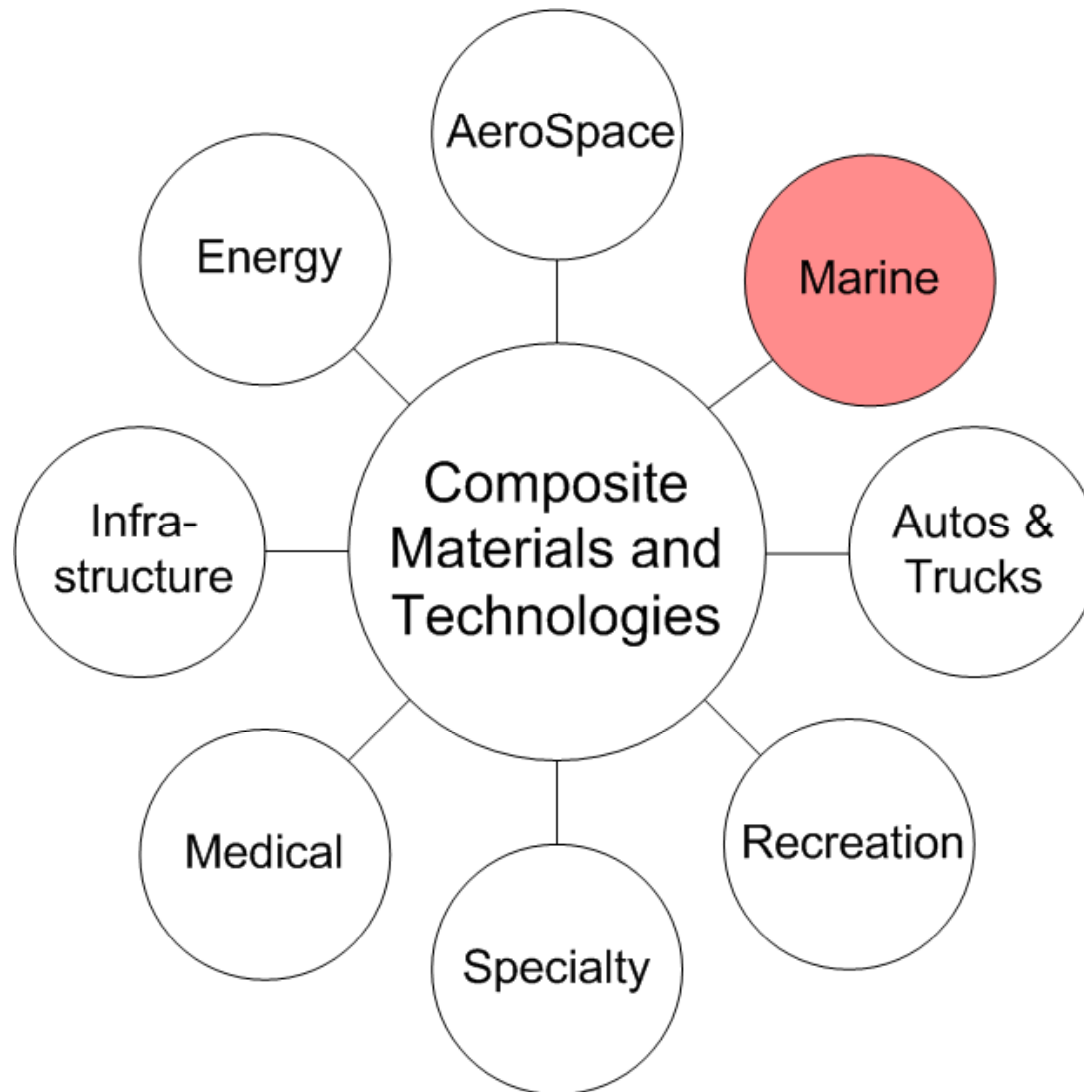 AeroSpace
Energy
Marine
Composite
Materials and
Technologies
Infra-
structure
Autos &
Trucks
Medical
Recreation
Specialty